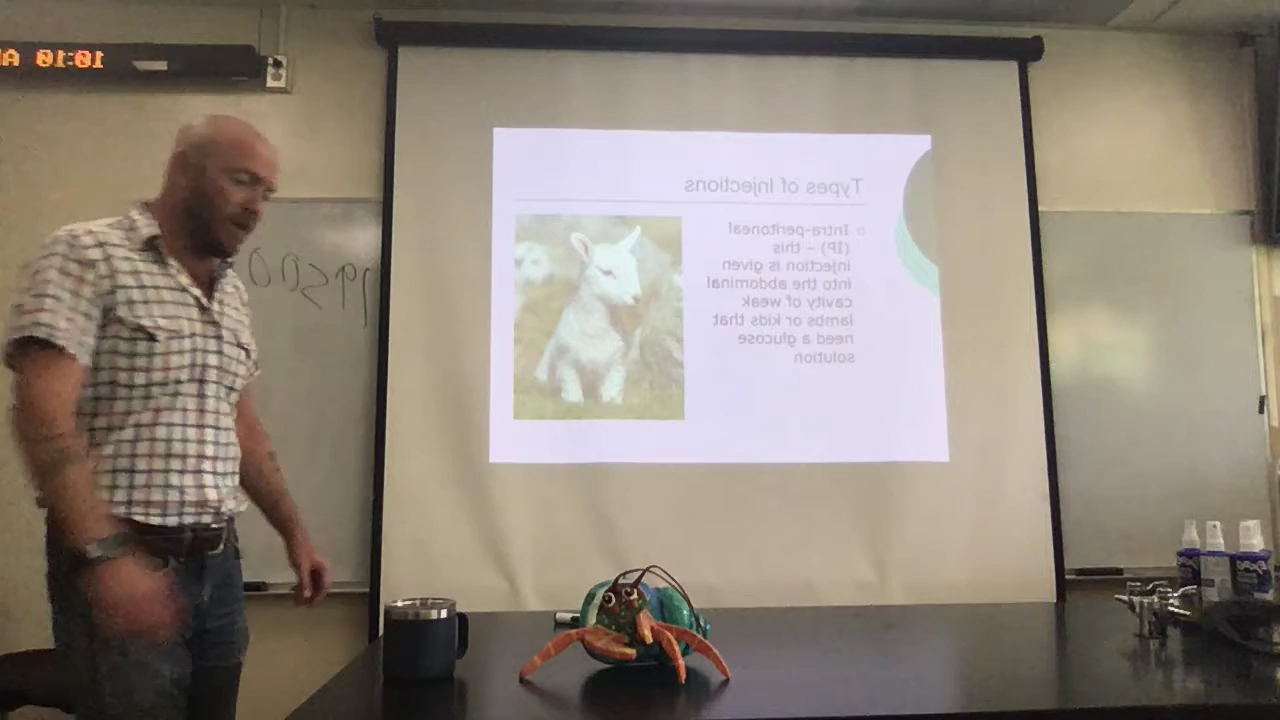 10:10 A
Types of Injections
Intra-peritoneal
(IP) – this
injection is given
into the abdominal
cavity of weak
lambs or kids that
need a glucose
solution